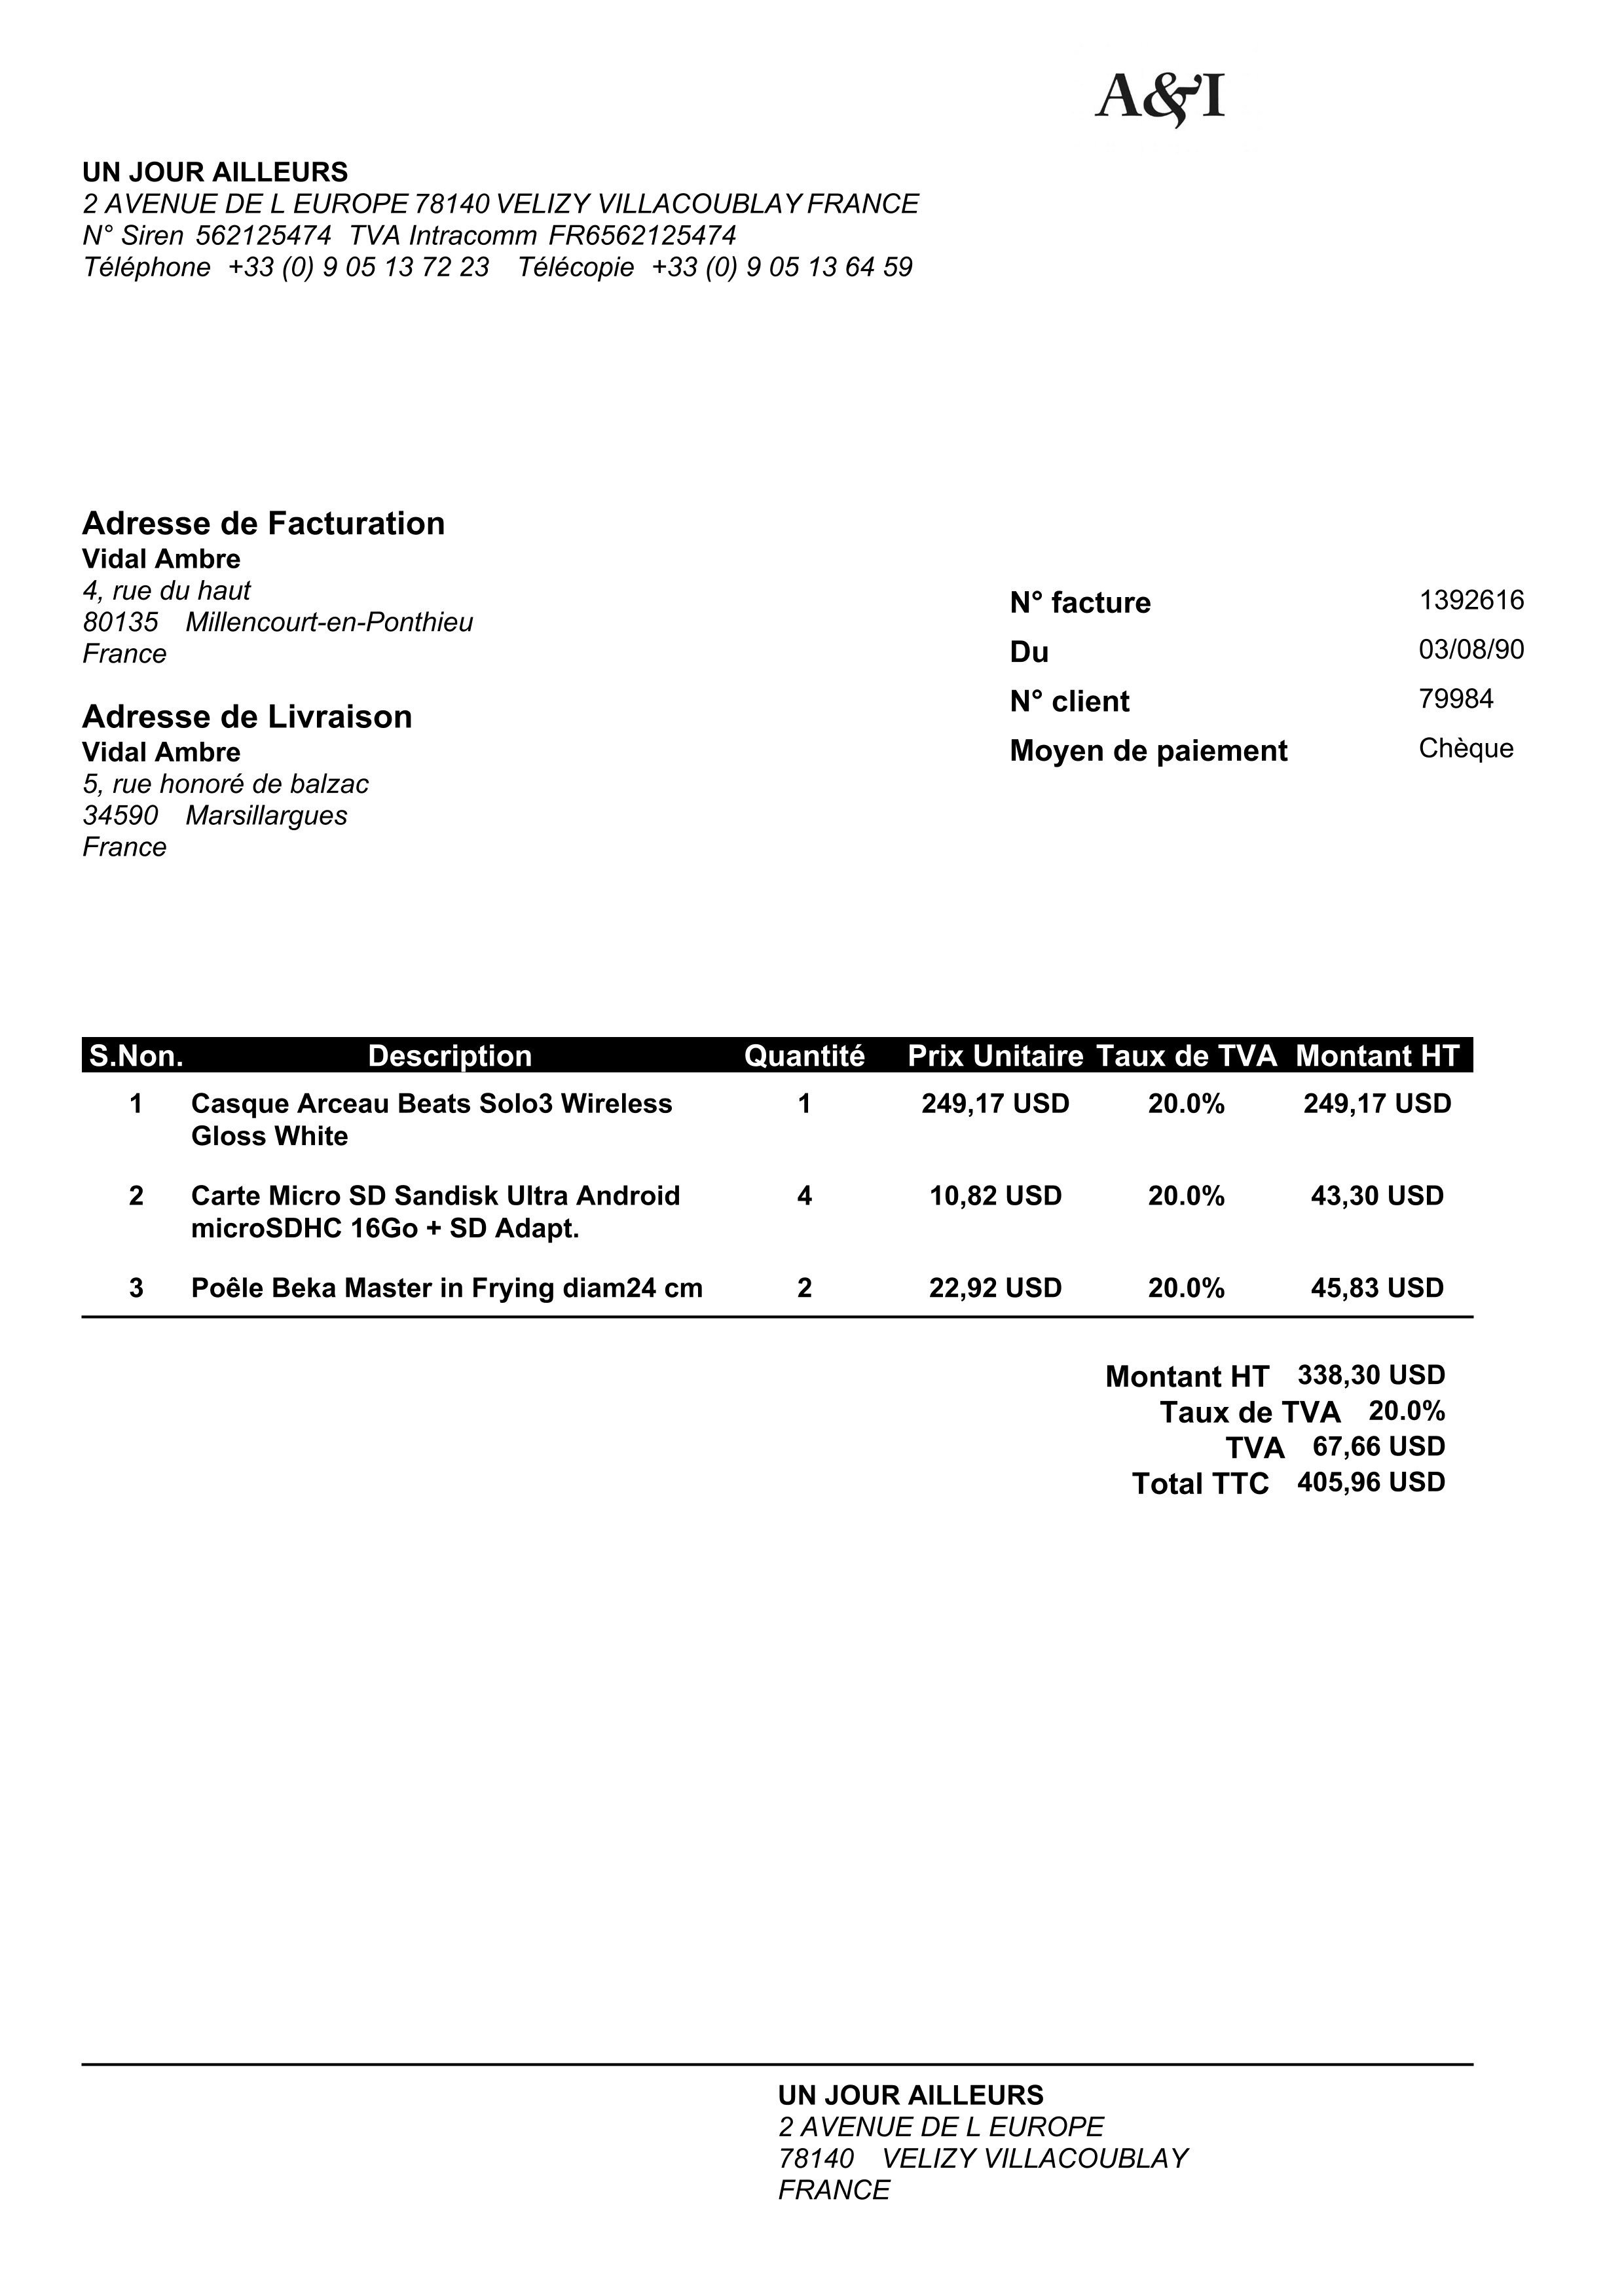 A&I
UN JOUR AILLEURS
2 AVENUE DE L EUROPE 78140 VELIZY VILLACOUBLAY FRANCE
N° Siren 562125474 TVA Intracomm FR6562125474
Téléphone +33 (0) 9 05 13 72 23 Télécopie +33 (0) 9 05 13 64 59
Adresse de Facturation
Vidal Ambre
4, rue du haut
80135 Millencourt-en-Ponthieu
France
Adresse de Livraison
Vidal Ambre
5, rue honoré de balzac
34590 Marsillargues
France
N° facture 1392616
Du 03/08/90
N° client 79984
Moyen de paiement Chèque
S.Non. Description Quantité Prix Unitaire Taux de TVA Montant HT
1 Casque Arceau Beats Solo3 Wireless 1 249,17 USD 20.0% 249,17 USD
Gloss White
2 Carte Micro SD Sandisk Ultra Android 4 10,82 USD 20.0% 43,30 USD
microSDHC 16Go + SD Adapt.
3 Poêle Beka Master in Frying diam24 cm 2 22,92 USD 20.0% 45,83 USD
Montant HT 338,30 USD
Taux de TVA 20.0%
TVA 67,66 USD
Total TTC 405,96 USD
UN JOUR AILLEURS
2 AVENUE DE L EUROPE
78140 VELIZY VILLACOUBLAY
FRANCE